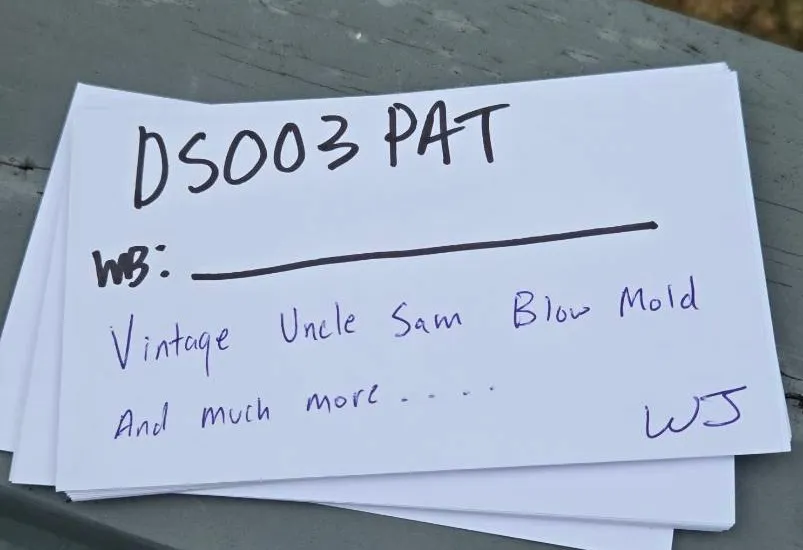 DS003 PAT
WB: 
Vintage Uncle Sam Blow Mold
And much more.....
WJ